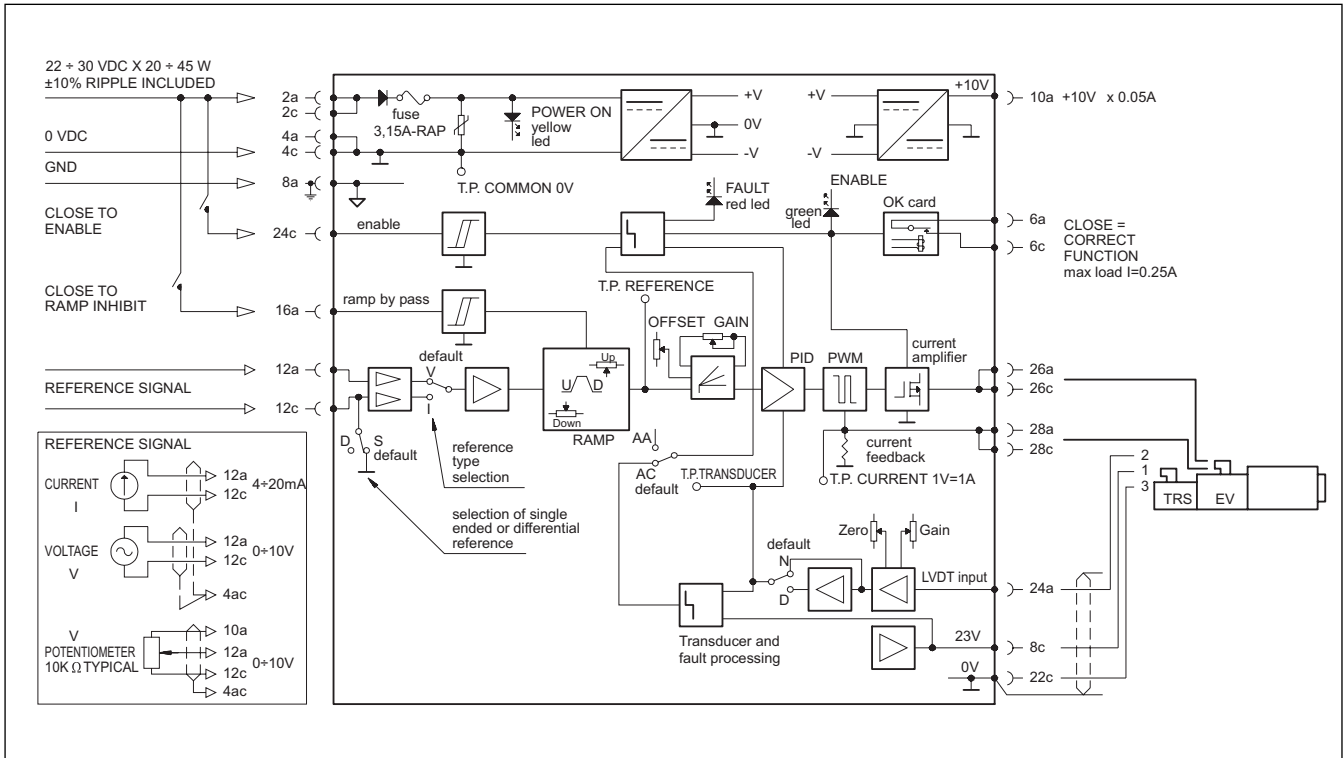 22 ÷ 30 VDC X 20 ÷ 45 W
±10% RIPPLE INCLUDED
0 VDC
GND
CLOSE TO
ENABLE
CLOSE TO
RAMP INHIBIT
REFERENCE SIGNAL
2a
2c
4a
4c
8a
24c
16a
12a
12c
fuse
3,15A-RAP
POWER ON
yellow
led
T.P. COMMON 0V
+V
0V
-V
+V
-V
+10V
10a +10V x 0.05A
enable
FAULT
red led
ENABLE
green
led
OK card
6a
6c
CLOSE =
CORRECT
FUNCTION
max load I=0.25A
ramp by pass
T.P. REFERENCE
OFFSET GAIN
default
V
I
Up
U D
Down
RAMP
PID
PWM
current
amplifier
26a
26c
28a
28c
D S
default
reference
type
selection
selection of single
ended or differential
reference
AA
AC
default
T.P.TRANSDUCER
current
feedback
T.P. CURRENT 1V=1A
2
1
3
TRS
EV
Zero
Gain
default
N
D
LVDT input
24a
Transducer and
fault processing
23V
8c
0V
22c
REFERENCE SIGNAL
CURRENT
I
12a
12c
4÷20mA
VOLTAGE
V
12a
12c
0÷10V
4ac
V
POTENTIOMETER
10K Ω TYPICAL
10a
12a
12c
0÷10V
4ac